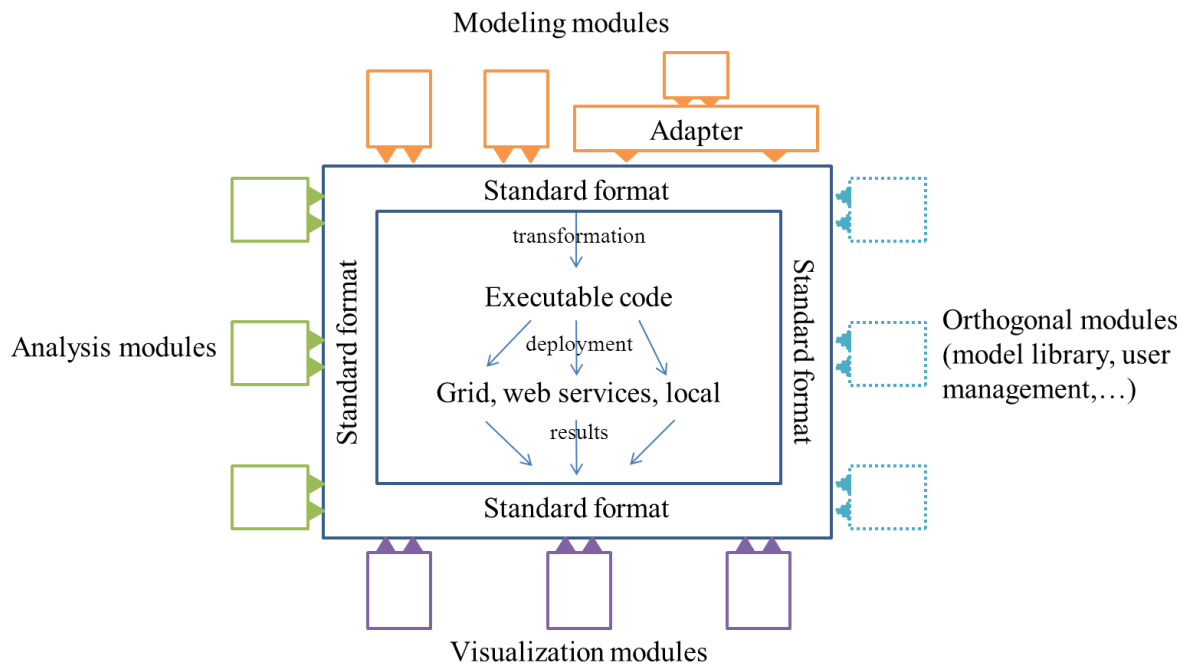 Modeling modules
Adapter
Standard format
transformation
Standard format
Standard format
Executable code
Analysis modules
deployment
Orthogonal modules
(model library, user
management,…)
Grid, web services, local
results
Standard format
Visualization modules